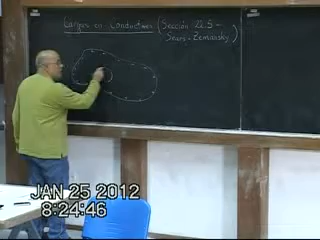 Cargas en Conductores (Sección 22.5 -
Sears, Zemansky)
JAN 25 2012
8:24:46